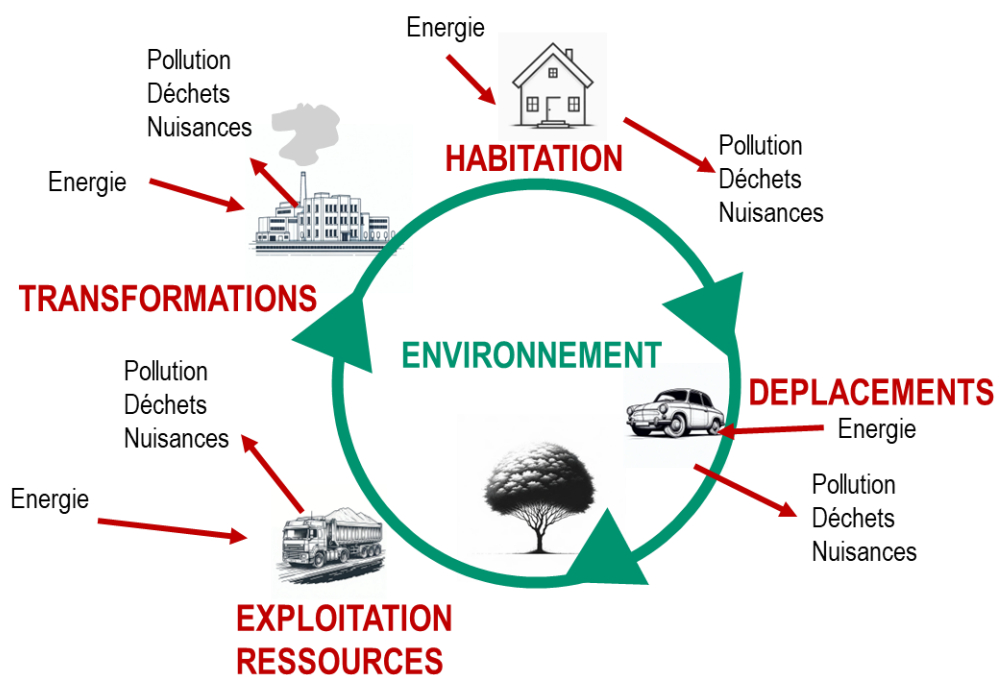 Energie
HABITATION
Pollution
Déchets
Nuisances
Pollution
Déchets
Nuisances
Energie
TRANSFORMATIONS
ENVIRONNEMENT
DEPLACEMENTS
Energie
Pollution
Déchets
Nuisances
Pollution
Déchets
Nuisances
Energie
EXPLOITATION
RESSOURCES